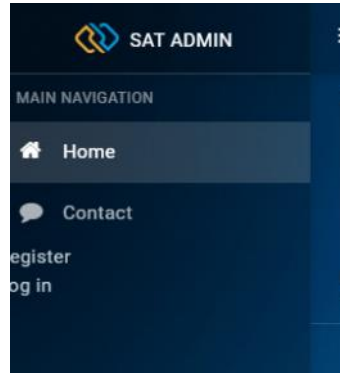 SAT ADMIN
MAIN NAVIGATION
Home
Contact
egister
og in